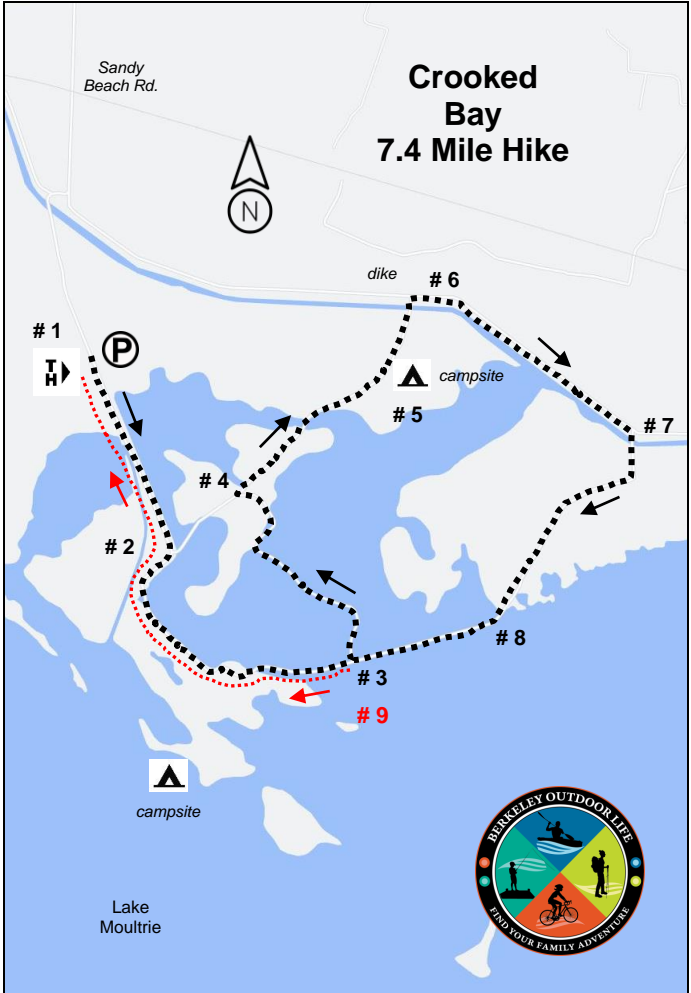 Sandy
Beach Rd.
Crooked
Bay
7.4 Mile Hike
N
dike
# 6
# 1
P
T
H
campsite
# 5
# 7
# 4
# 2
# 8
# 3
# 9
campsite
Lake
Moultrie
BERKELEY OUTDOOR LIFE
FIND YOUR FAMILY ADVENTURE